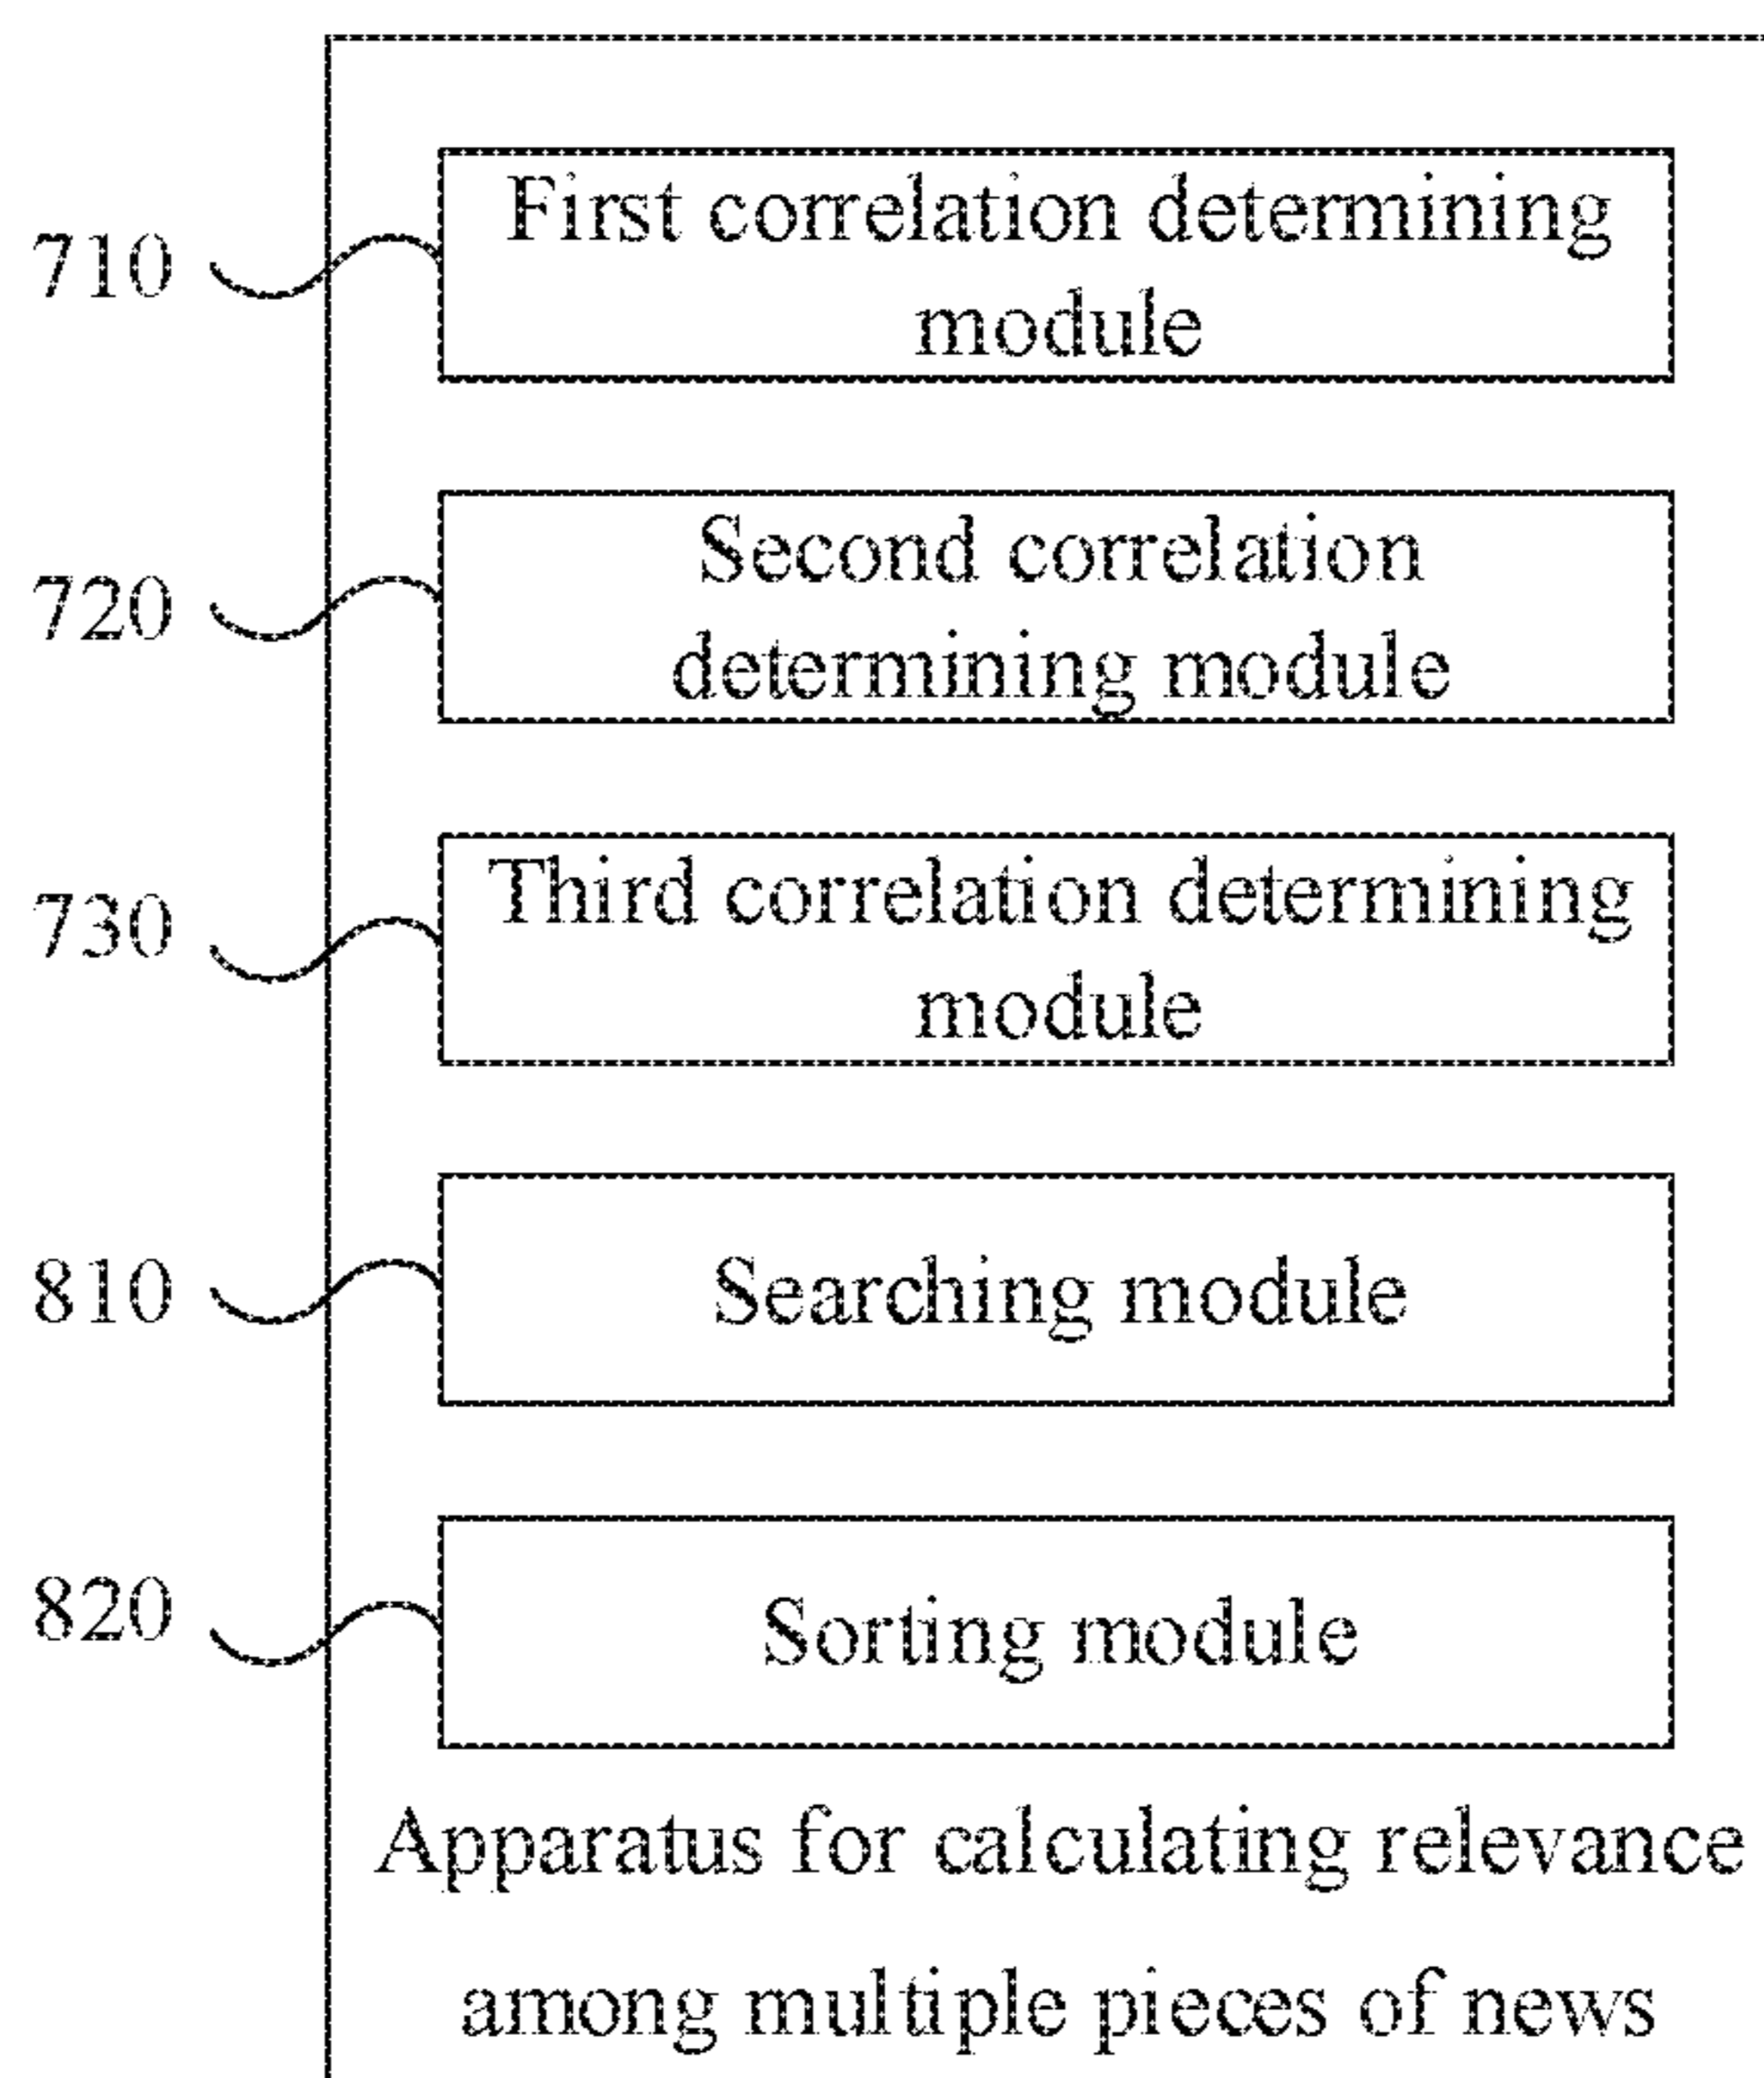 710
First correlation determining
module
720
Second correlation
determining module
730
Third correlation determining
module
810
Searching module
820
Sorting module
Apparatus for calculating relevance
among multiple pieces of news